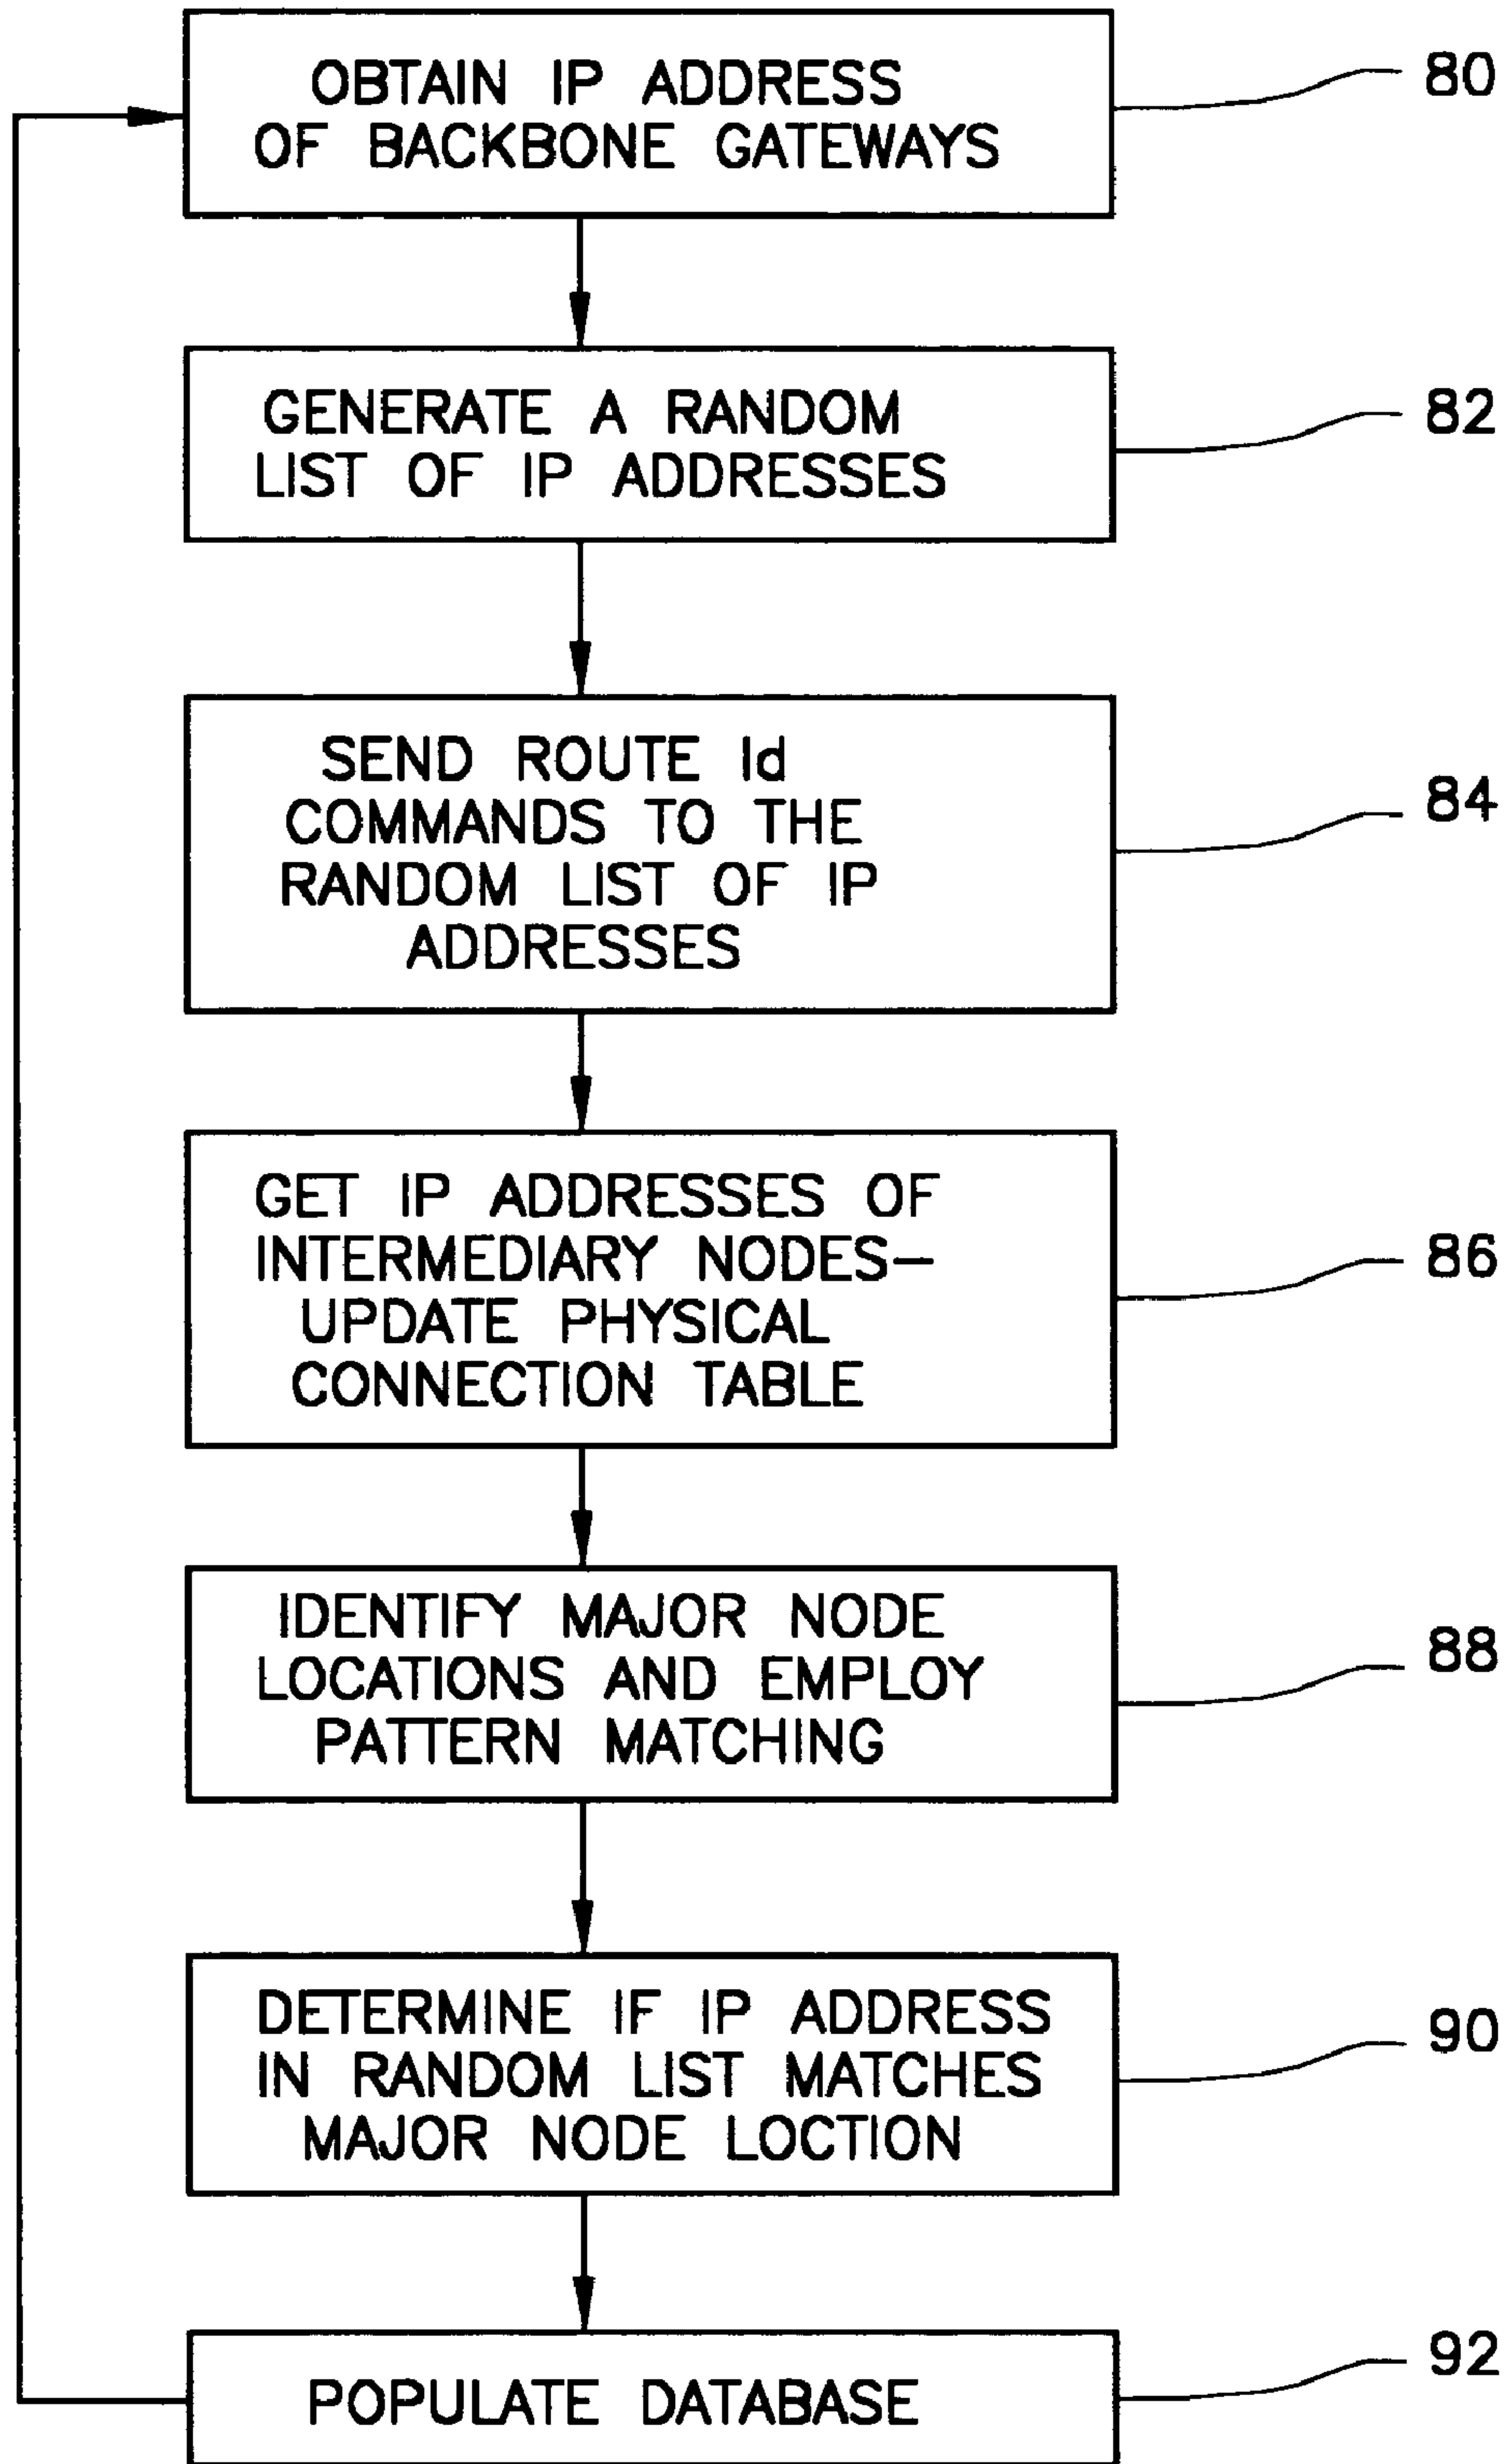 OBTAIN IP ADDRESS
OF BACKBONE GATEWAYS
80
GENERATE A RANDOM
LIST OF IP ADDRESSES
82
SEND ROUTE Id
COMMANDS TO THE
RANDOM LIST OF IP
ADDRESSES
84
GET IP ADDRESSES OF
INTERMEDIARY NODES-
UPDATE PHYSICAL
CONNECTION TABLE
86
IDENTIFY MAJOR NODE
LOCATIONS AND EMPLOY
PATTERN MATCHING
88
DETERMINE IF IP ADDRESS
IN RANDOM LIST MATCHES
MAJOR NODE LOCTION
90
POPULATE DATABASE
92